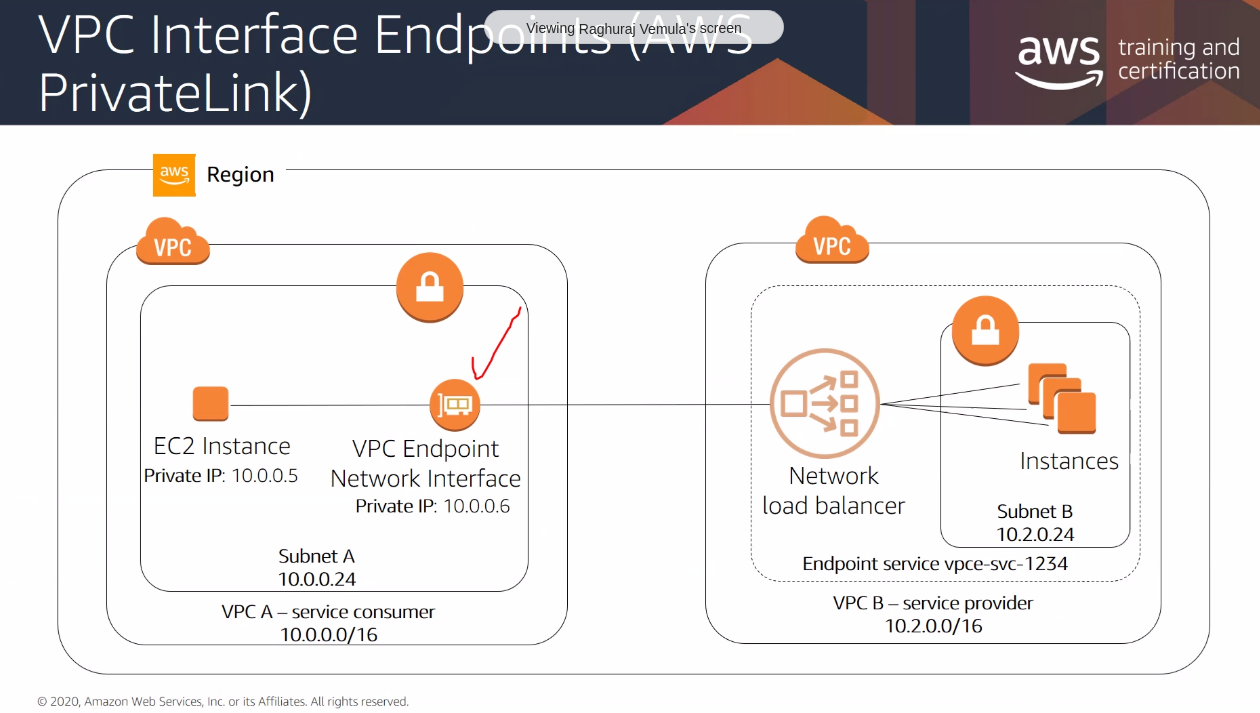 VPC Interface Endpoints (AWS
PrivateLink)
Viewing Raghuraj Vemula's screen
aws
training and
certification
aws
Region
VPC
VPC
EC2 Instance
Private IP: 10.0.0.5
VPC Endpoint
Network Interface
Private IP: 10.0.0.6
Subnet A
10.0.0.24
VPC A – service consumer
10.0.0.0/16
Network
load balancer
Instances
Subnet B
10.2.0.24
Endpoint service vpce-svc-1234
VPC B – service provider
10.2.0.0/16
© 2020, Amazon Web Services, Inc. or its Affiliates. All rights reserved.